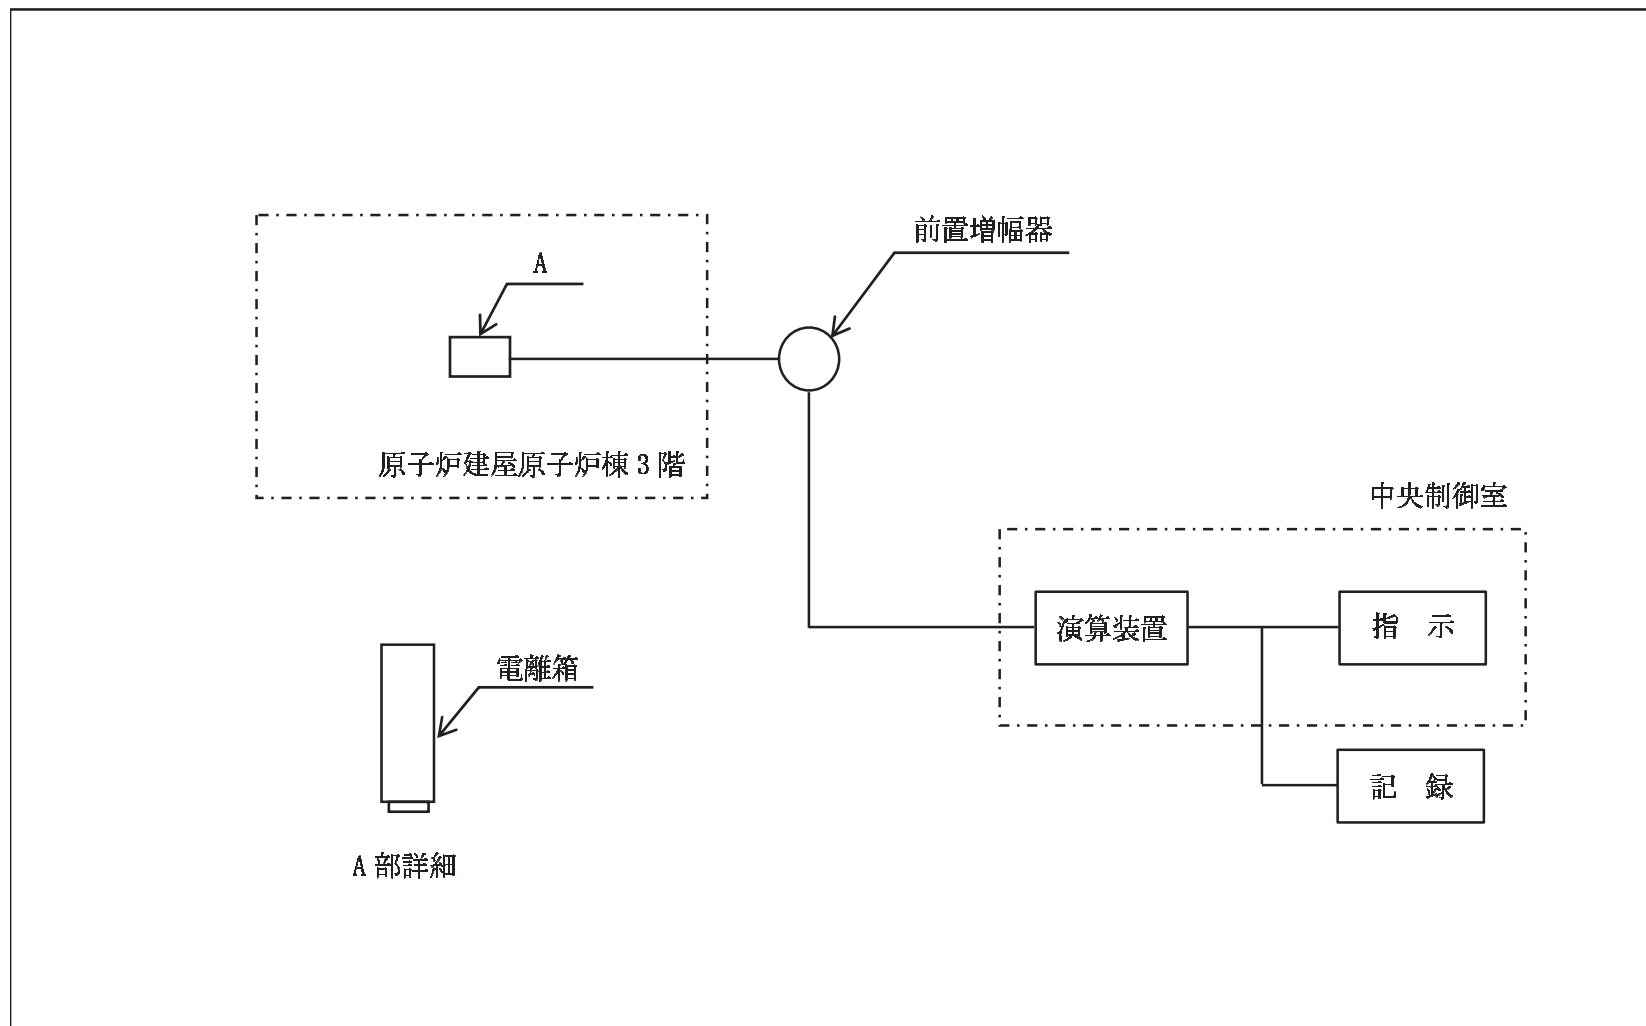 前置増幅器
A
原子炉建屋原子炉棟3階
中央制御室
演算装置
指　示
電離箱
記　録
A部詳細